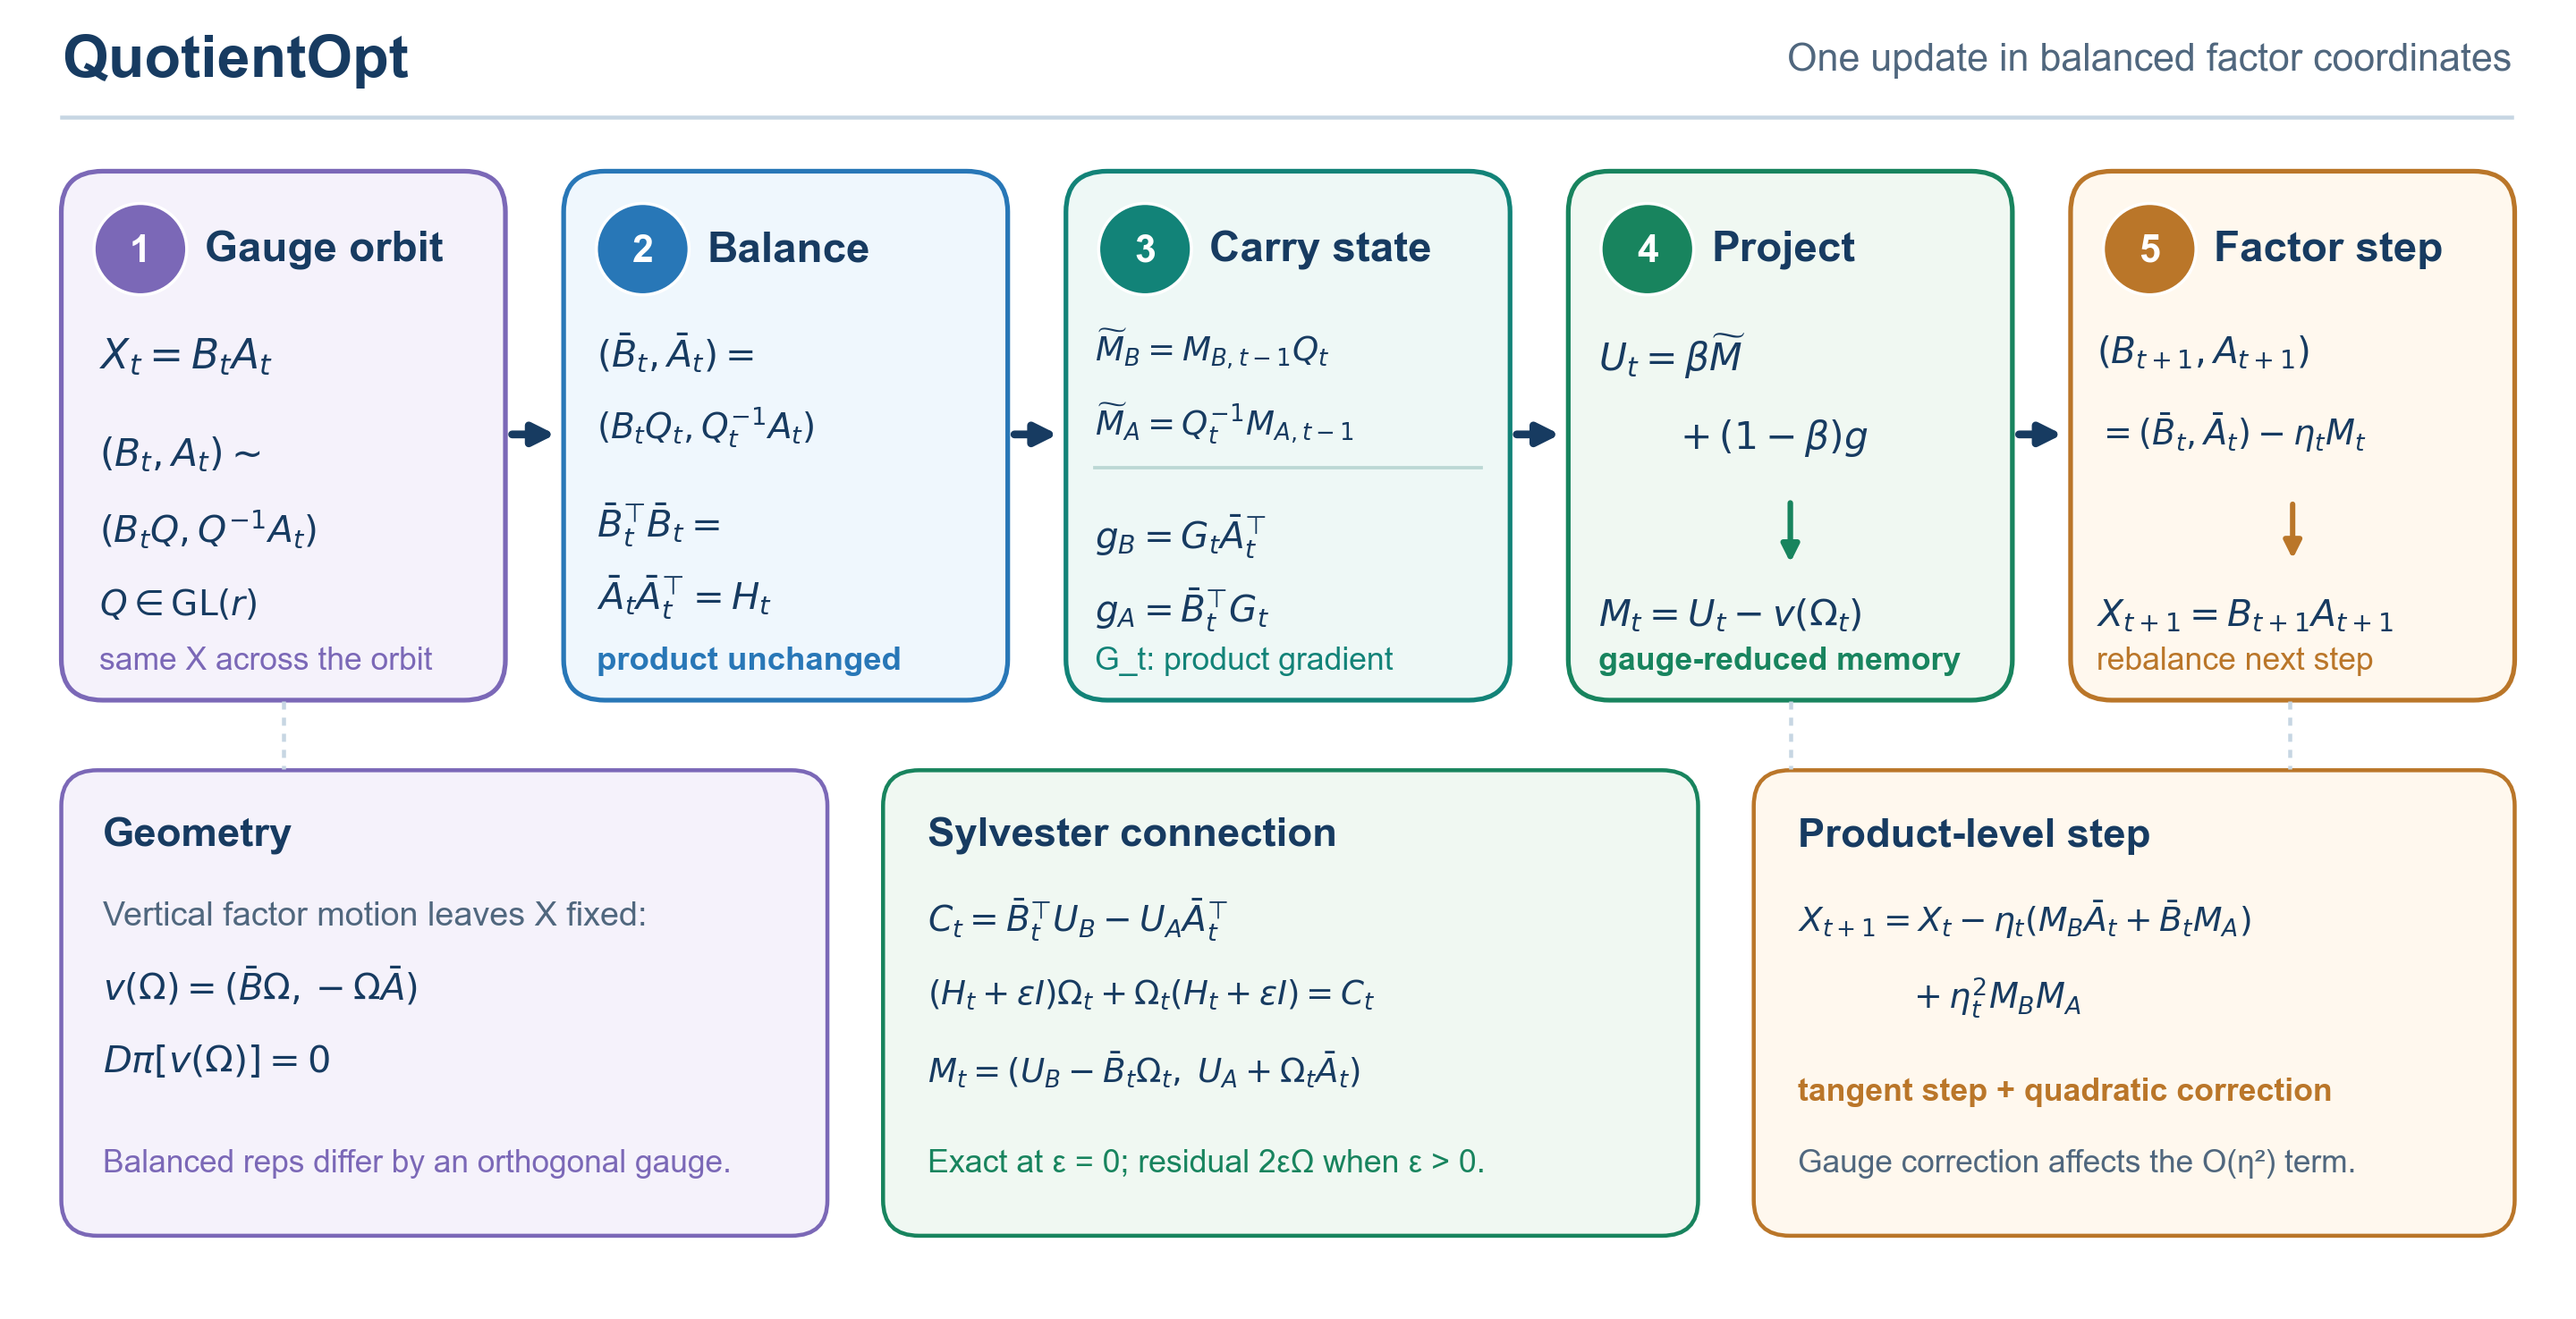 QuotientOpt
One update in balanced factor coordinates
1 Gauge orbit
X_t = B_t A_t
(B_t, A_t) ∼
(B_t Q, Q^{−1} A_t)
Q ∈ GL(r)
same X across the orbit
2 Balance
(B̄_t, Ā_t) =
(B_t Q_t, Q_t^{−1} A_t)
B̄_t^⊤ B̄_t =
Ā_t Ā_t^⊤ = H_t
product unchanged
3 Carry state
M̃_B = M_{B, t−1} Q_t
M̃_A = Q_t^{−1} M_{A, t−1}
g_B = G_t Ā_t^⊤
g_A = B̄_t^⊤ G_t
G_t: product gradient
4 Project
U_t = βM̃
+ (1 − β)g
M_t = U_t − v(Ω_t)
gauge-reduced memory
5 Factor step
(B_{t+1}, A_{t+1})
= (B̄_t, Ā_t) − η_t M_t
X_{t+1} = B_{t+1} A_{t+1}
rebalance next step
Geometry
Vertical factor motion leaves X fixed:
v(Ω) = (B̄Ω, −ΩĀ)
Dπ[v(Ω)] = 0
Balanced reps differ by an orthogonal gauge.
Sylvester connection
C_t = B̄_t^⊤ U_B − U_A Ā_t^⊤
(H_t + εI)Ω_t + Ω_t(H_t + εI) = C_t
M_t = (U_B − B̄_t Ω_t, U_A + Ω_t Ā_t)
Exact at ε = 0; residual 2εΩ when ε > 0.
Product-level step
X_{t+1} = X_t − η_t(M_B Ā_t + B̄_t M_A)
+ η_t^2 M_B M_A
tangent step + quadratic correction
Gauge correction affects the O(η²) term.